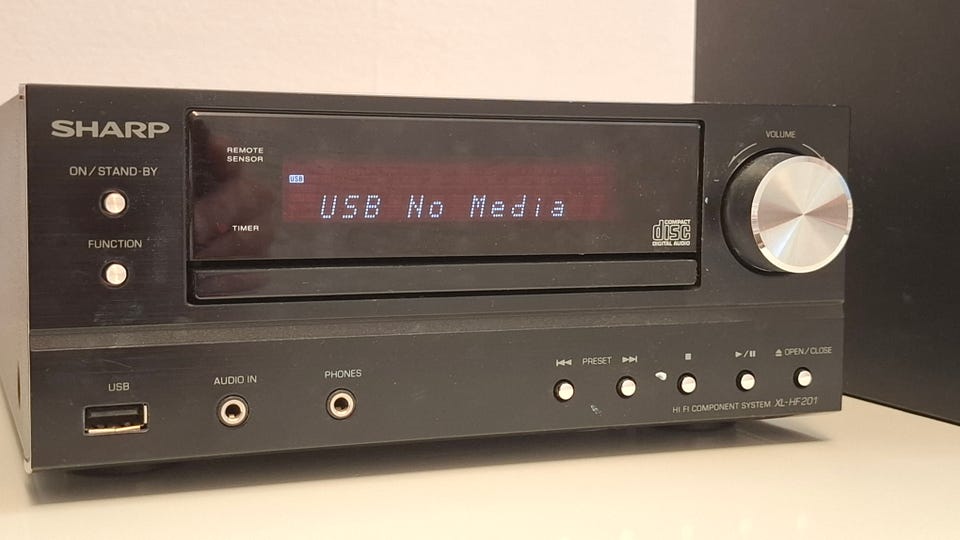 SHARP
ON/STAND-BY
FUNCTION
REMOTE
SENSOR
TIMER
USB
USB No Media
COMPACT
disc
DIGITAL AUDIO
VOLUME
USB
AUDIO IN
PHONES
PRESET
OPEN/CLOSE
HI FI COMPONENT SYSTEM XL-HF201